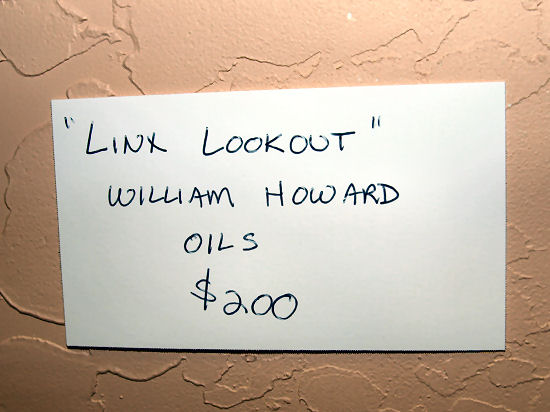 "LINX LOOKOUT"
WILLIAM HOWARD
OILS
$200